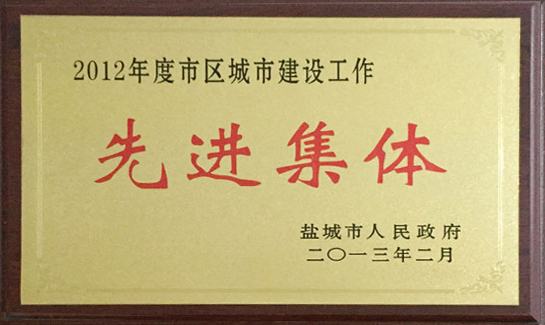 2012年度市区城市建设工作
先进集体
盐城市人民政府
二〇一三年二月